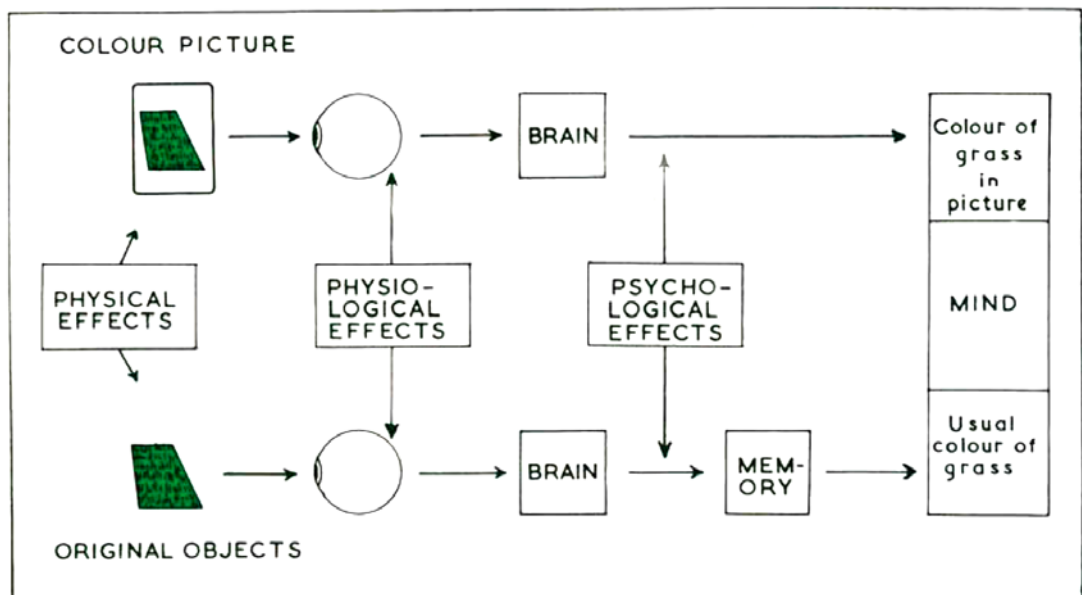 COLOUR PICTURE
BRAIN
Colour of
grass
in
picture
PHYSICAL
EFFECTS
PHYSIO-
LOGICAL
EFFECTS
PSYCHO-
LOGICAL
EFFECTS
MIND
BRAIN
MEM-
ORY
Usual
colour of
grass
ORIGINAL OBJECTS